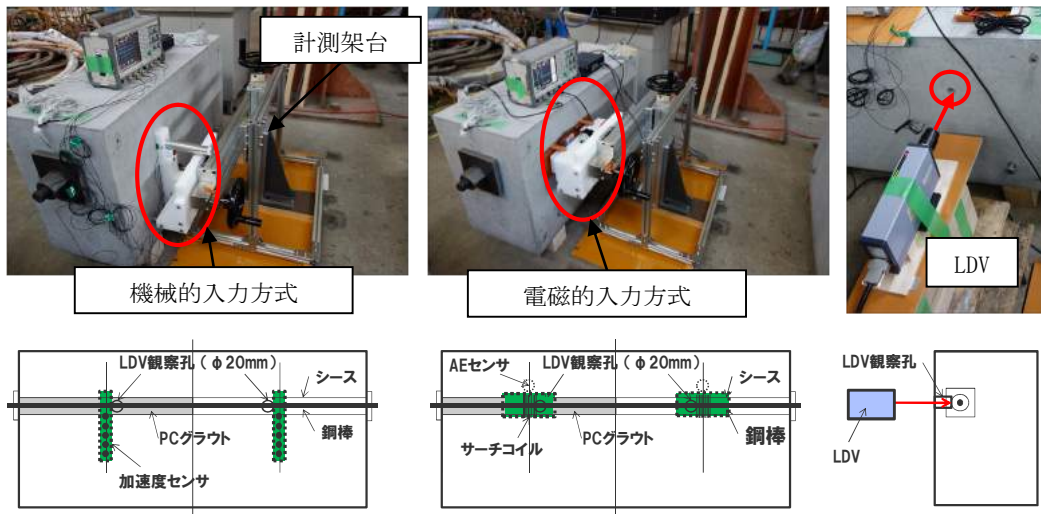 計測架台
機械的入力方式
電磁的入力方式
LDV
LDV観察孔(φ20mm)
シース
PCグラウト
鋼棒
加速度センサ
AEセンサ
LDV観察孔(φ20mm)
シース
サーチコイル
PCグラウト
鋼棒
LDV観察孔
LDV